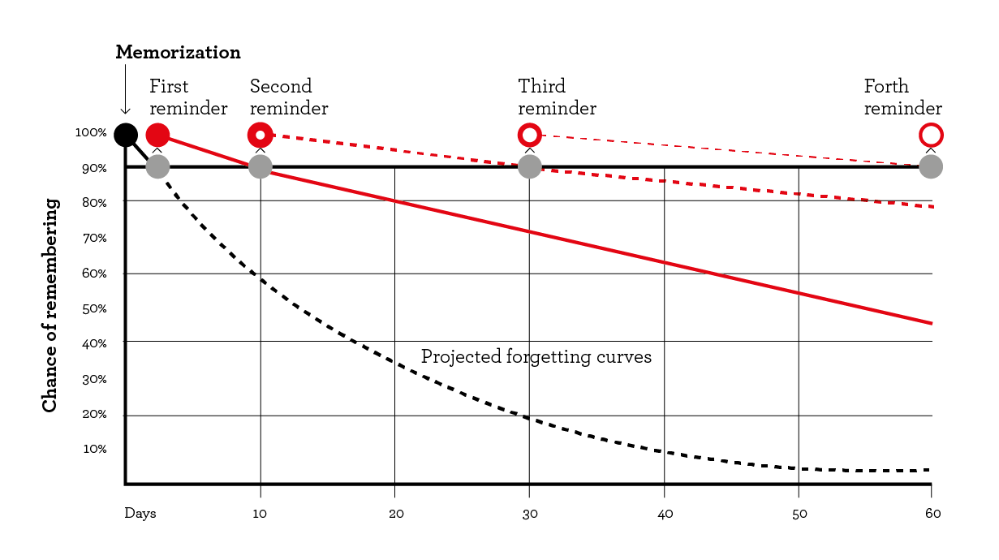 Memorization
First
reminder
Second
reminder
Third
reminder
Forth
reminder
Chance of remembering
100%
90%
80%
70%
60%
50%
40%
30%
20%
10%
Projected forgetting curves
Days 10 20 30 40 50 60